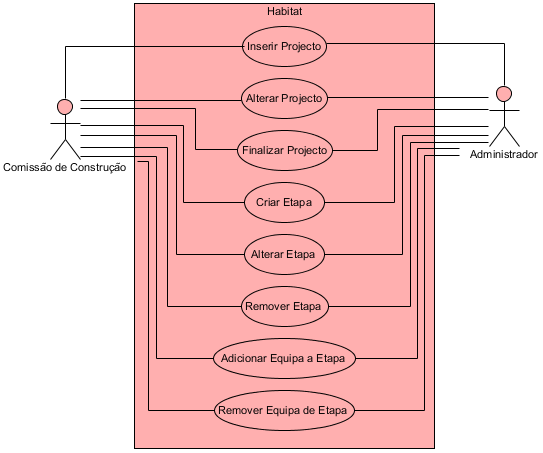 Habitat
Inserir Projecto
Alterar Projecto
Finalizar Projecto
Comissão de Construção
Administrador
Criar Etapa
Alterar Etapa
Remover Etapa
Adicionar Equipa a Etapa
Remover Equipa de Etapa